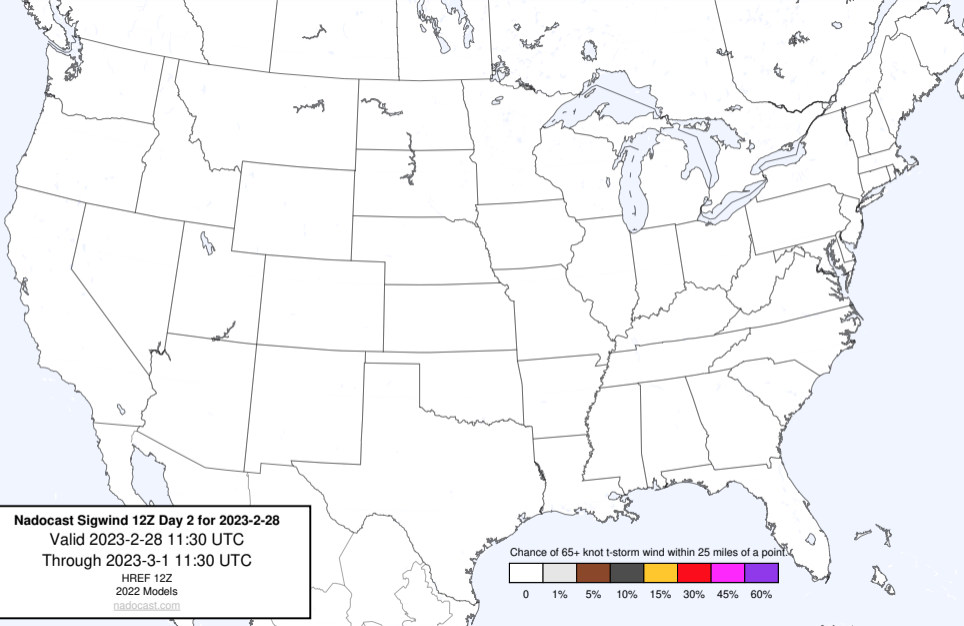 Nadocast Sigwind 12Z Day 2 for 2023-2-28
Valid 2023-2-28 11:30 UTC
Through 2023-3-1 11:30 UTC
HREF 12Z
2022 Models
nadocast.com
Chance of 65+ knot t-storm wind within 25 miles of a point.
0 1% 5% 10% 15% 30% 45% 60%